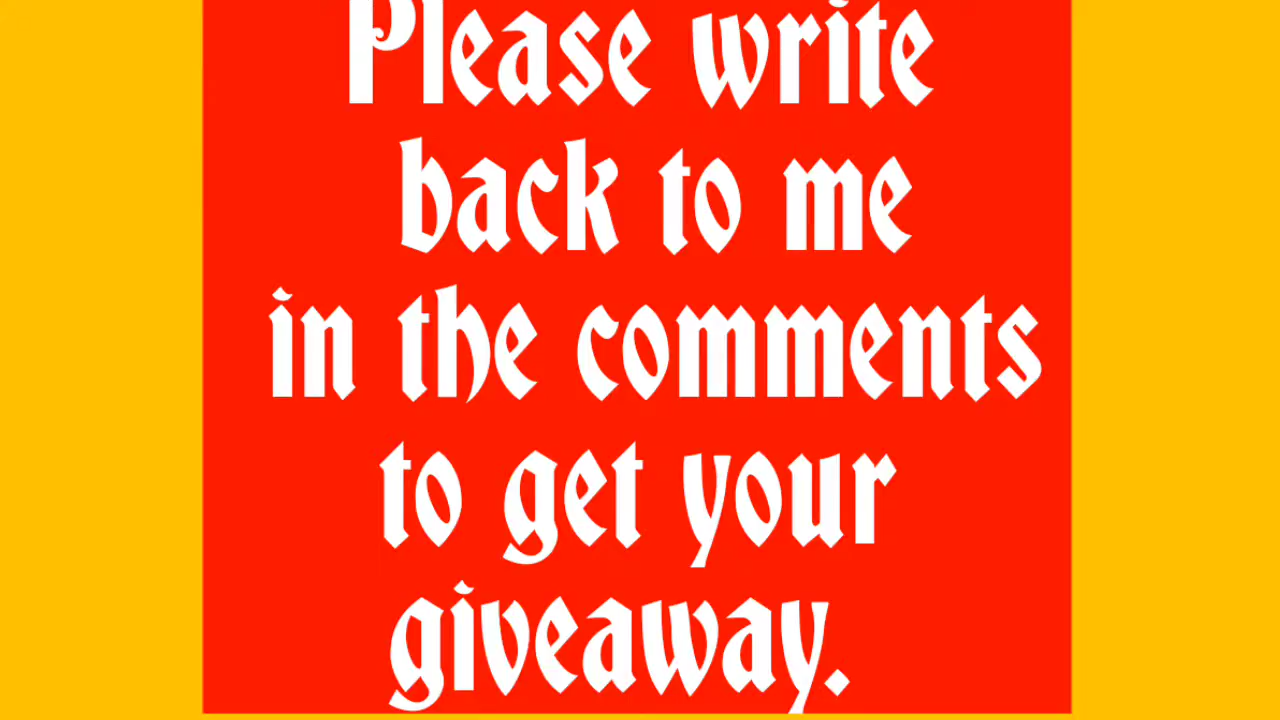 Please write
back to me
in the comments
to get your
giveaway.